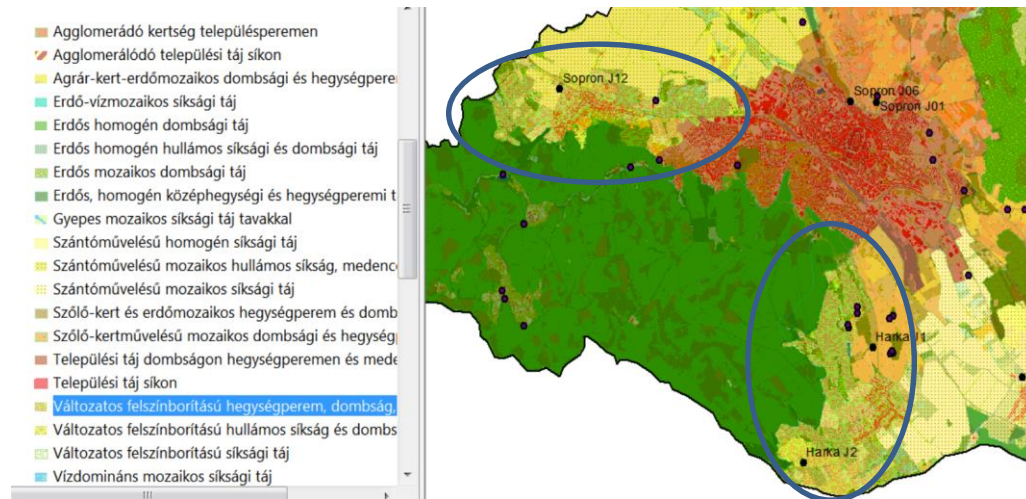 Agglomerádó kertség településperemen
Agglomerálódó települési táj síkon
Agrár-kert-erdőmozaikos dombsági és hegységpere
Erdő-vízmozaikos síksági táj
Erdős homogén dombsági táj
Erdős homogén hullámos síksági és dombsági táj
Erdős mozaikos dombsági táj
Erdős, homogén középhegységi és hegységperemi t
Gyepes mozaikos síksági táj tavakkal
Szántóművelésű homogén síksági táj
Szántóművelésű mozaikos hullámos síkság, medenc
Szántóművelésű mozaikos síksági táj
Szőlő-kert és erdőmozaikos hegységperem és domb
Szőlő-kertművelésű mozaikos dombsági és hegység
Települési táj dombságon hegységperemen és mede
Települési táj síkon
Változatos felszínborítású hegységperem, dombság,
Változatos felszínborítású hullámos síkság és dombs
Változatos felszínborítású síksági táj
Vízdomináns mozaikos síksági táj
Sopron J12
Sopron J06
Sopron J01
Harka J1
Harka J2